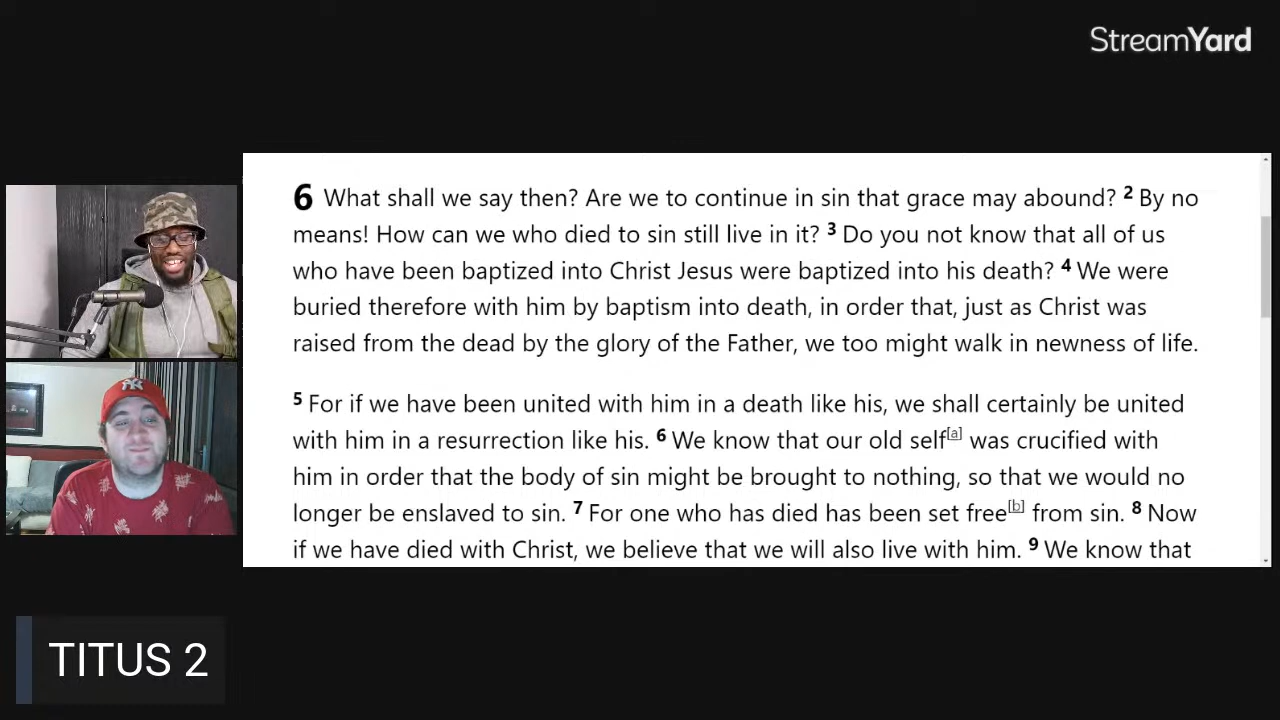 StreamYard
6 What shall we say then? Are we to continue in sin that grace may abound? 2 By no
means! How can we who died to sin still live in it? 3 Do you not know that all of us
who have been baptized into Christ Jesus were baptized into his death? 4 We were
buried therefore with him by baptism into death, in order that, just as Christ was
raised from the dead by the glory of the Father, we too might walk in newness of life.
5 For if we have been united with him in a death like his, we shall certainly be united
with him in a resurrection like his. 6 We know that our old self[a] was crucified with
him in order that the body of sin might be brought to nothing, so that we would no
longer be enslaved to sin. 7 For one who has died has been set free[b] from sin. 8 Now
if we have died with Christ, we believe that we will also live with him. 9 We know that
NY
TITUS 2